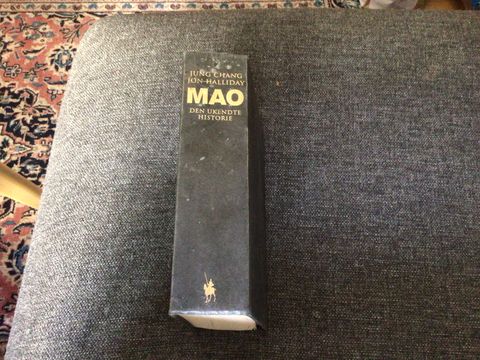 JUNG CHANG
JON HALLIDAY
MAO
DEN UKENDTE
HISTORIE